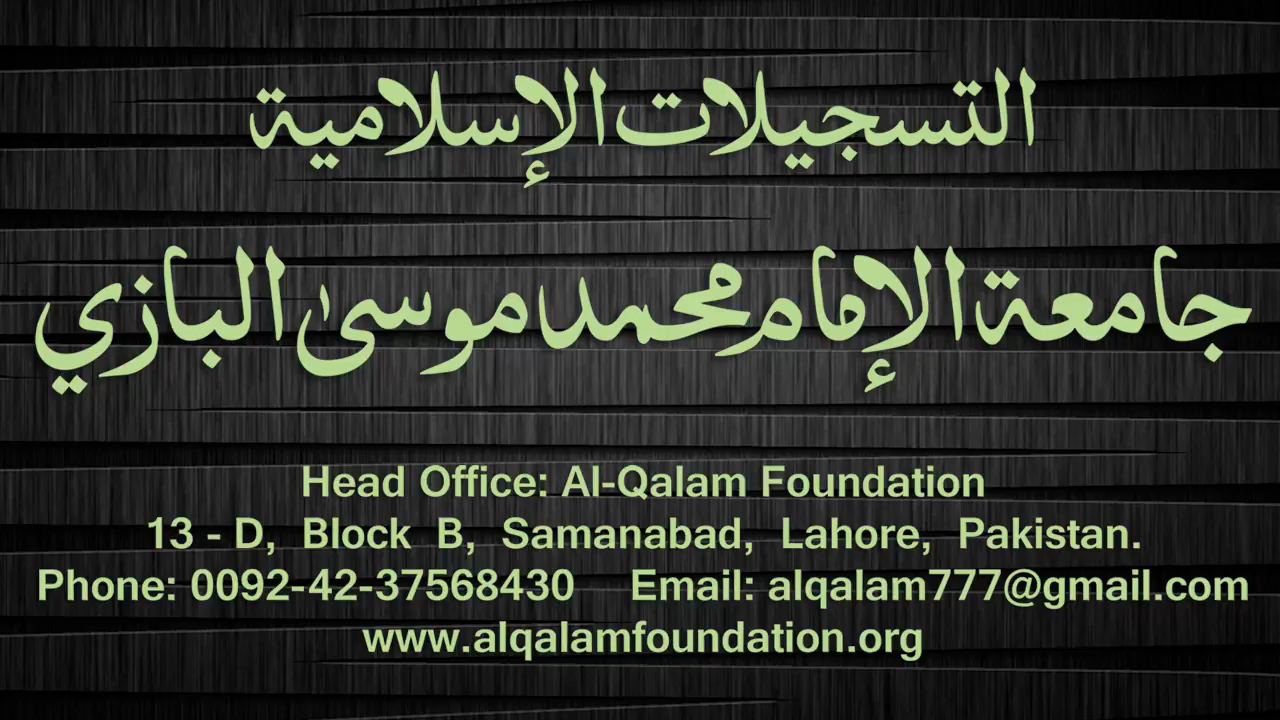 التسجيلات الإسلامية
جامعة الإمام محمد موسىٰ البازي
Head Office: Al-Qalam Foundation
13 - D, Block B, Samanabad, Lahore, Pakistan.
Phone: 0092-42-37568430 Email: alqalam777@gmail.com
www.alqalamfoundation.org